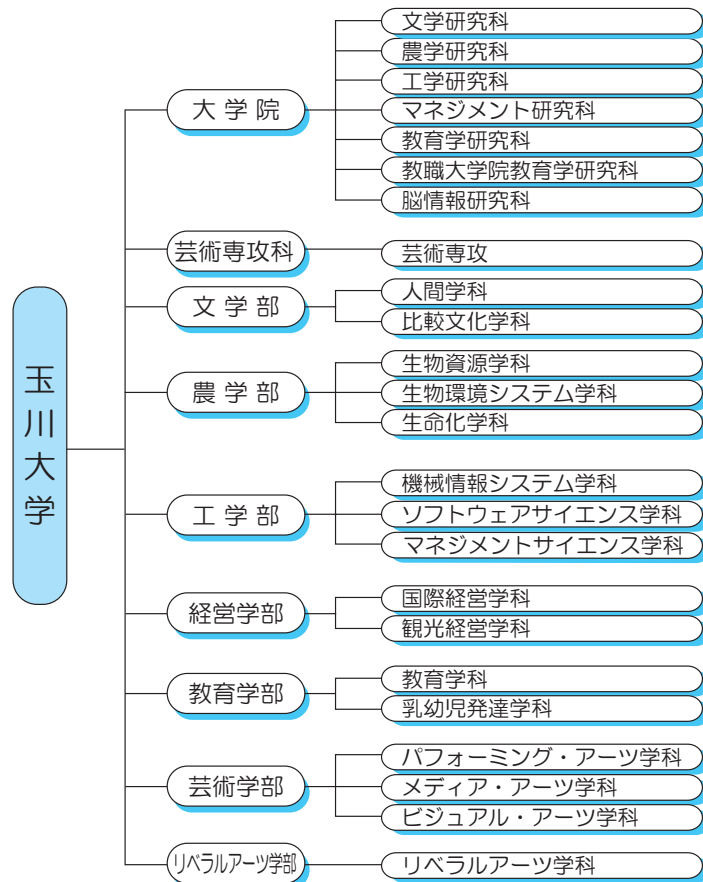 玉川大学
大学院
文学研究科
農学研究科
工学研究科
マネジメント研究科
教育学研究科
教職大学院教育学研究科
脳情報研究科
芸術専攻科
芸術専攻
文学部
人間学科
比較文化学科
農学部
生物資源学科
生物環境システム学科
生命化学科
工学部
機械情報システム学科
ソフトウェアサイエンス学科
マネジメントサイエンス学科
経営学部
国際経営学科
観光経営学科
教育学部
教育学科
乳幼児発達学科
芸術学部
パフォーミング・アーツ学科
メディア・アーツ学科
ビジュアル・アーツ学科
リベラルアーツ学部
リベラルアーツ学科